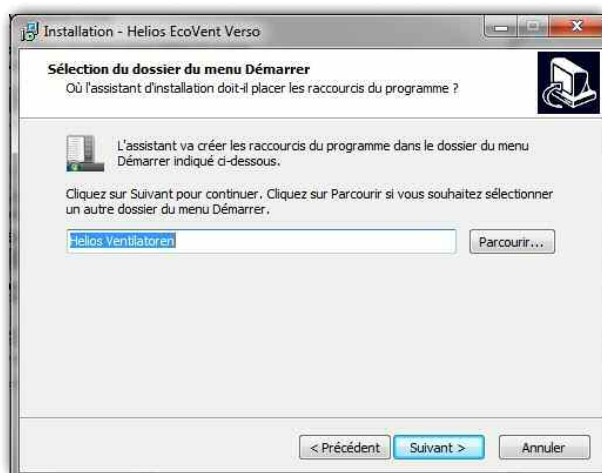 Installation - Helios EcoVent Verso
Sélection du dossier du menu Démarrer
Où l'assistant d'installation doit-il placer les raccourcis du programme ?
L'assistant va créer les raccourcis du programme dans le dossier du menu
Démarrer indiqué ci-dessous.
Cliquez sur Suivant pour continuer. Cliquez sur Parcourir si vous souhaitez sélectionner
un autre dossier du menu Démarrer.
Helios Ventilatoren
Parcourir...
< Précédent
Suivant >
Annuler